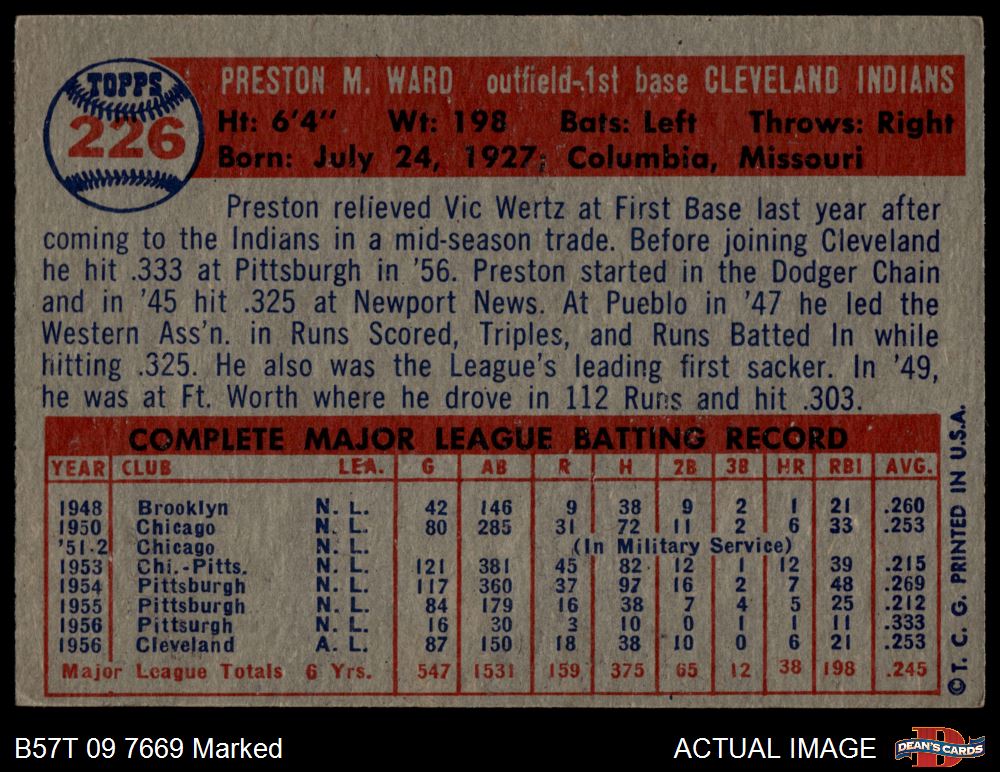 TOPPS
226
PRESTON M. WARD outfield-1st base CLEVELAND INDIANS
Ht: 6'4" Wt: 198 Bats: Left Throws: Right
Born: July 24, 1927; Columbia, Missouri
Preston relieved Vic Wertz at First Base last year after
coming to the Indians in a mid-season trade. Before joining Cleveland
he hit .333 at Pittsburgh in '56. Preston started in the Dodger Chain
and in '45 hit .325 at Newport News. At Pueblo in '47 he led the
Western Ass'n. in Runs Scored, Triples, and Runs Batted In while
hitting .325. He also was the League's leading first sacker. In '49,
he was at Ft. Worth where he drove in 112 Runs and hit .303.
COMPLETE MAJOR LEAGUE BATTING RECORD
YEAR CLUB LEA. G AB R H 2B 3B HR RBI AVG.
1948 Brooklyn N. L. 42 146 9 38 9 2 1 21 .260
1950 Chicago N. L. 80 285 31 72 11 2 6 33 .253
'51-2 Chicago N. L. (In Military Service)
1953 Chi.-Pitts. N. L. 121 381 45 82 12 1 12 39 .215
1954 Pittsburgh N. L. 117 360 37 97 16 2 7 48 .269
1955 Pittsburgh N. L. 84 179 16 38 7 4 5 25 .212
1956 Pittsurgh N. L. 16 30 3 10 0 1 1 11 .333
1956 Cleveland A. L. 87 150 18 38 10 0 6 21 .253
Major League Totals 6 Yrs. 547 1531 159 375 65 12 38 198 .245
© T. C. G. PRINTED IN U.S.A.
B57T 09 7669 Marked
ACTUAL IMAGE
DEAN'S CARDS